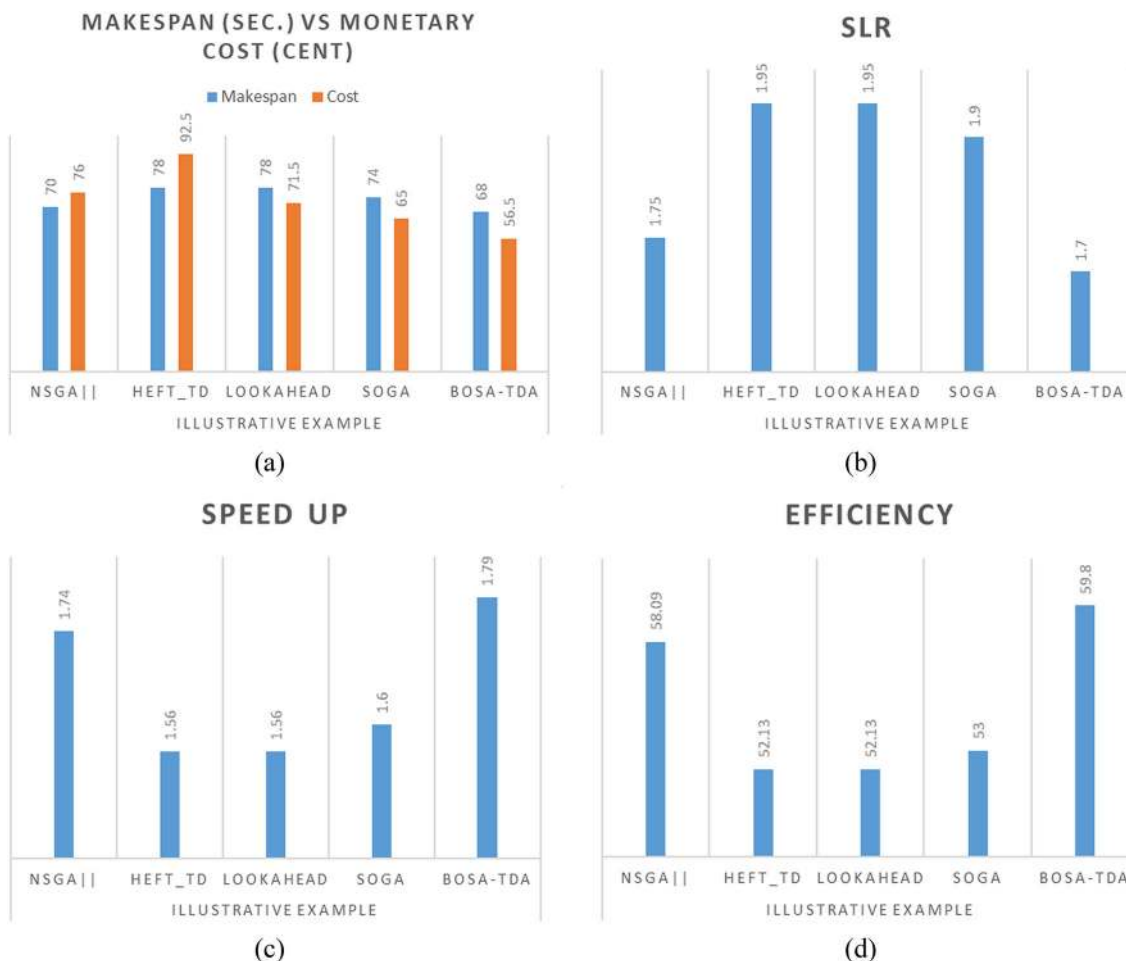 MAKESPAN (SEC.) VS MONETARY
COST (CENT)
Makespan Cost
70 76 78 92.5 78 71.5 74 65 68 56.5
NSGA|| HEFT_TD LOOKAHEAD SOGA BOSA-TDA
ILLUSTRATIVE EXAMPLE
(a)
SLR
1.75 1.95 1.95 1.9 1.7
NSGA|| HEFT_TD LOOKAHEAD SOGA BOSA-TDA
ILLUSTRATIVE EXAMPLE
(b)
SPEED UP
1.74 1.56 1.56 1.6 1.79
NSGA|| HEFT_TD LOOKAHEAD SOGA BOSA-TDA
ILLUSTRATIVE EXAMPLE
(c)
EFFICIENCY
58.09 52.13 52.13 53 59.8
NSGA|| HEFT_TD LOOKAHEAD SOGA BOSA-TDA
ILLUSTRATIVE EXAMPLE
(d)